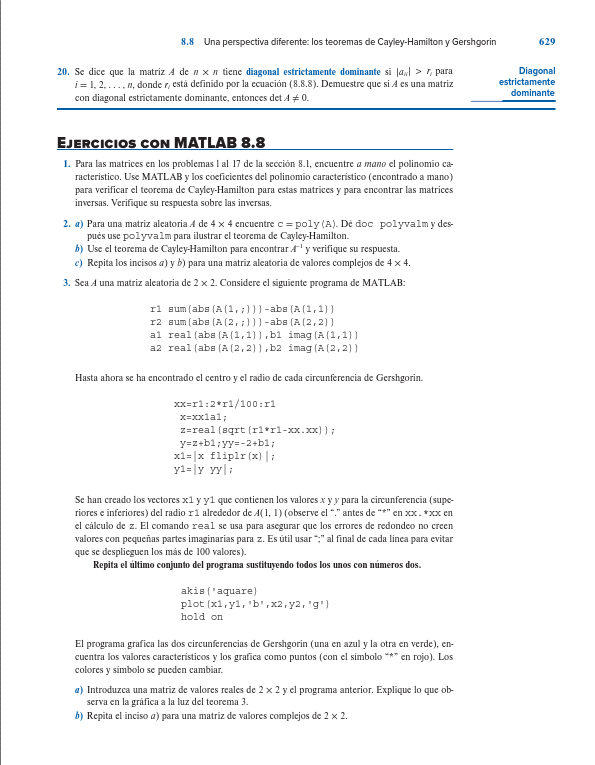 8.8 Una perspectiva diferente: los teoremas de Cayley-Hamilton y Gershgorin 629
20. Se dice que la matriz A de n × n tiene diagonal estrictamente dominante si |aᵢᵢ| > rᵢ para
i = 1, 2, . . . , n, donde rᵢ está definido por la ecuación (8.8.8). Demuestre que si A es una matriz
con diagonal estrictamente dominante, entonces det A ≠ 0.
Diagonal
estrictamente
dominante
EJERCICIOS CON MATLAB 8.8
1. Para las matrices en los problemas 1 al 17 de la sección 8.1, encuentre a mano el polinomio ca-
racterístico. Use MATLAB y los coeficientes del polinomio característico (encontrado a mano)
para verificar el teorema de Cayley-Hamilton para estas matrices y para encontrar las matrices
inversas. Verifique su respuesta sobre las inversas.
2. a) Para una matriz aleatoria A de 4 × 4 encuentre c = poly(A). Dé doc polyvalm y des-
pués use polyvalm para ilustrar el teorema de Cayley-Hamilton.
b) Use el teorema de Cayley-Hamilton para encontrar A⁻¹ y verifique su respuesta.
c) Repita los incisos a) y b) para una matriz aleatoria de valores complejos de 4 × 4.
3. Sea A una matriz aleatoria de 2 × 2. Considere el siguiente programa de MATLAB:
r1 sum(abs(A(1,;)))-abs(A(1,1))
r2 sum(abs(A(2,;)))-abs(A(2,2))
a1 real(abs(A(1,1)),b1 imag(A(1,1))
a2 real(abs(A(2,2)),b2 imag(A(2,2))
Hasta ahora se ha encontrado el centro y el radio de cada circunferencia de Gershgorin.
xx=r1:2*r1/100:r1
x=xx1a1;
z=real(sqrt(r1*r1-xx.xx));
y=z+b1;yy=-2+b1;
x1=|x fliplr(x)|;
y1=|y yy|;
Se han creado los vectores x1 y y1 que contienen los valores x y y para la circunferencia (supe-
riores e inferiores) del radio r1 alrededor de A(1, 1) (observe el “.” antes de “*” en xx.*xx en
el cálculo de z. El comando real se usa para asegurar que los errores de redondeo no creen
valores con pequeñas partes imaginarias para z. Es útil usar “;” al final de cada línea para evitar
que se desplieguen los más de 100 valores).
Repita el último conjunto del programa sustituyendo todos los unos con números dos.
akis('aquare)
plot(x1,y1,'b',x2,y2,'g')
hold on
El programa grafica las dos circunferencias de Gershgorin (una en azul y la otra en verde), en-
cuentra los valores característicos y los grafica como puntos (con el símbolo “*” en rojo). Los
colores y símbolo se pueden cambiar.
a) Introduzca una matriz de valores reales de 2 × 2 y el programa anterior. Explique lo que ob-
serva en la gráfica a la luz del teorema 3.
b) Repita el inciso a) para una matriz de valores complejos de 2 × 2.